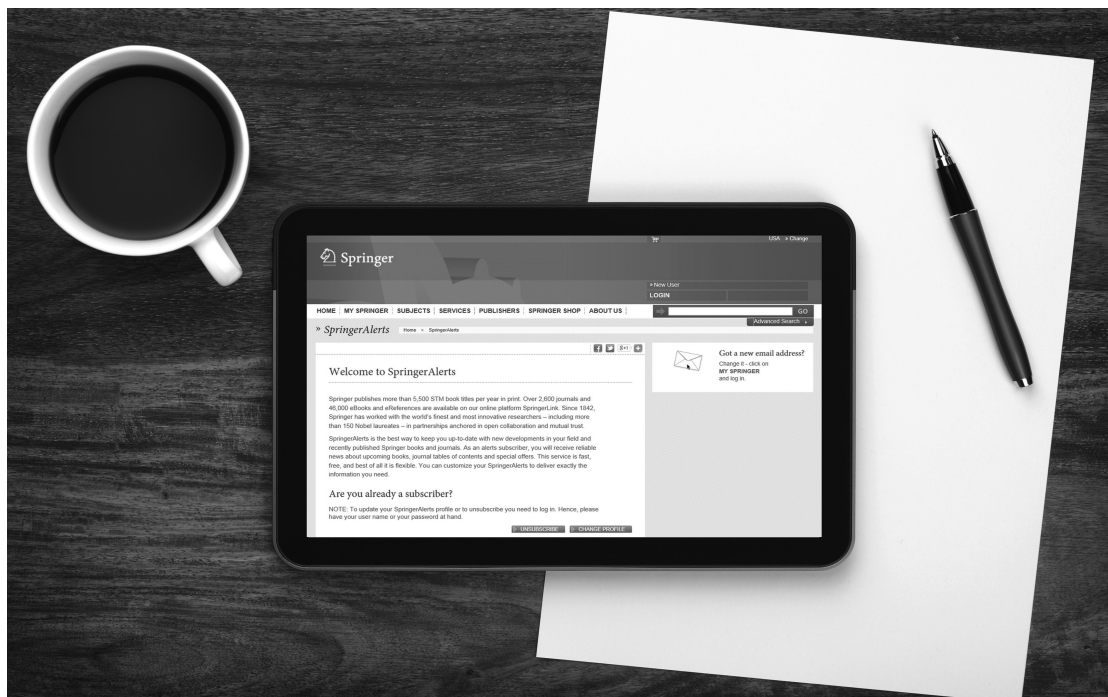 USA » Change
Springer
» New User
LOGIN
HOME | MY SPRINGER | SUBJECTS | SERVICES | PUBLISHERS | SPRINGER SHOP | ABOUT US |
GO
Advanced Search
» SpringerAlerts
Home > SpringerAlerts
Welcome to SpringerAlerts
Springer publishes more than 5,500 STM book titles per year in print. Over 2,600 journals and
46,000 eBooks and eReferences are available on our online platform SpringerLink. Since 1842,
Springer has worked with the world's finest and most innovative researchers – including more
than 150 Nobel laureates – in partnerships anchored in open collaboration and mutual trust.
SpringerAlerts is the best way to keep you up-to-date with new developments in your field and
recently published Springer books and journals. As an alerts subscriber, you will receive reliable
news about upcoming books, journal tables of contents and special offers. This service is fast,
free, and best of all it is flexible. You can customize your SpringerAlerts to deliver exactly the
information you need.
Are you already a subscriber?
NOTE: To update your SpringerAlerts profile or to unsubscribe you need to log in. Hence, please
have your user name or your password at hand.
UNSUBSCRIBE
CHANGE PROFILE
Got a new email address?
Change it - click on
MY SPRINGER
and log in.